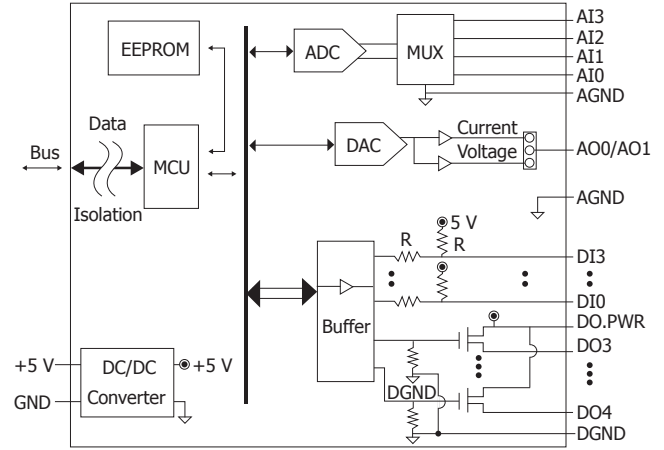 EEPROM
ADC
MUX
AI3
AI2
AI1
AI0
AGND
Data
Bus
MCU
Isolation
DAC
Current
Voltage
AO0/AO1
AGND
5 V
R
R
DI3
DI0
Buffer
DO.PWR
DO3
DGND
DO4
DGND
+5 V
DC/DC
Converter
+5 V
GND